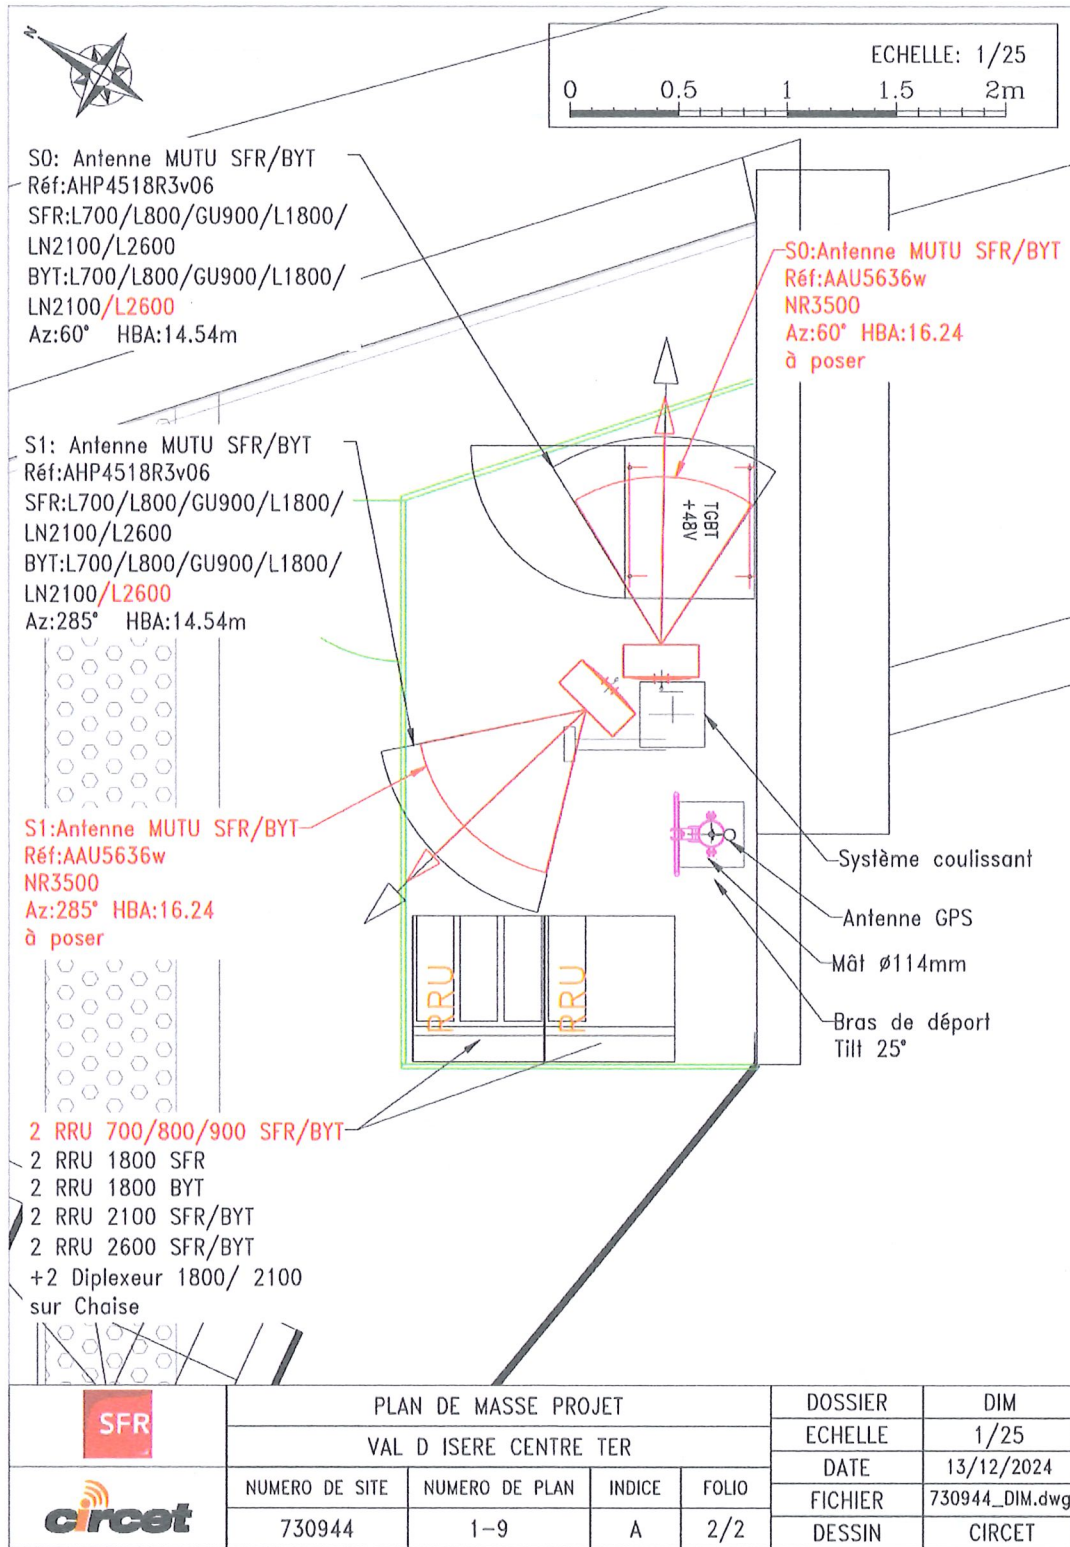 N
ECHELLE: 1/25
0 0.5 1 1.5 2m
S0: Antenne MUTU SFR/BYT
Réf:AHP4518R3v06
SFR:L700/L800/GU900/L1800/
LN2100/L2600
BYT:L700/L800/GU900/L1800/
LN2100/L2600
Az:60° HBA:14.54m
S0:Antenne MUTU SFR/BYT
Réf:AAU5636w
NR3500
Az:60° HBA:16.24
à poser
S1: Antenne MUTU SFR/BYT
Réf:AHP4518R3v06
SFR:L700/L800/GU900/L1800/
LN2100/L2600
BYT:L700/L800/GU900/L1800/
LN2100/L2600
Az:285° HBA:14.54m
TGBT
+48V
S1:Antenne MUTU SFR/BYT
Réf:AAU5636w
NR3500
Az:285° HBA:16.24
à poser
Système coulissant
Antenne GPS
Mât ø114mm
Bras de déport
Tilt 25°
RRU
RRU
2 RRU 700/800/900 SFR/BYT
2 RRU 1800 SFR
2 RRU 1800 BYT
2 RRU 2100 SFR/BYT
2 RRU 2600 SFR/BYT
+2 Diplexeur 1800/ 2100
sur Chaise
SFR
circet
PLAN DE MASSE PROJET
VAL D ISERE CENTRE TER
NUMERO DE SITE NUMERO DE PLAN INDICE FOLIO
730944 1-9 A 2/2
DOSSIER DIM
ECHELLE 1/25
DATE 13/12/2024
FICHIER 730944_DIM.dwg
DESSIN CIRCET